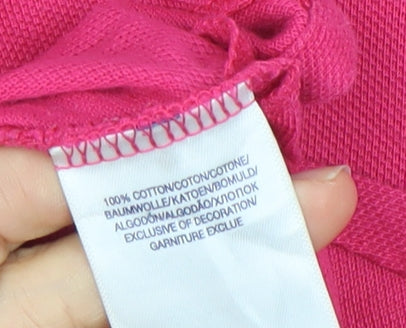 100% COTTON/COTON/COTONE/
BAUMWOLLE/KATOEN/BOMULD/
ALGODÓN/ALGODÃO/ХЛОПОК
EXCLUSIVE OF DECORATION/
GARNITURE EXCLUE